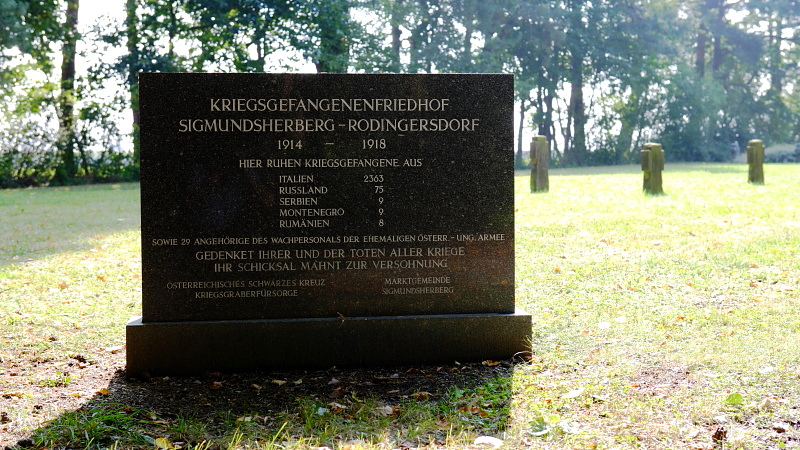 KRIEGSGEFANGENENFRIEDHOF
SIGMUNDSHERBERG-RODINGERSDORF
1914 – 1918
HIER RUHEN KRIEGSGEFANGENE AUS
ITALIEN 2363
RUSSLAND 75
SERBIEN 9
MONTENEGRO 9
RUMÄNIEN 8
SOWIE 29 ANGEHÖRIGE DES WACHPERSONALS DER EHEMALIGEN ÖSTERR.-UNG. ARMEE
GEDENKET IHRER UND DER TOTEN ALLER KRIEGE
IHR SCHICKSAL MAHNT ZUR VERSÖHNUNG
ÖSTERREICHISCHES SCHWARZES KREUZ
KRIEGSGRÄBERFÜRSORGE
MARKTGEMEINDE
SIGMUNDSHERBERG